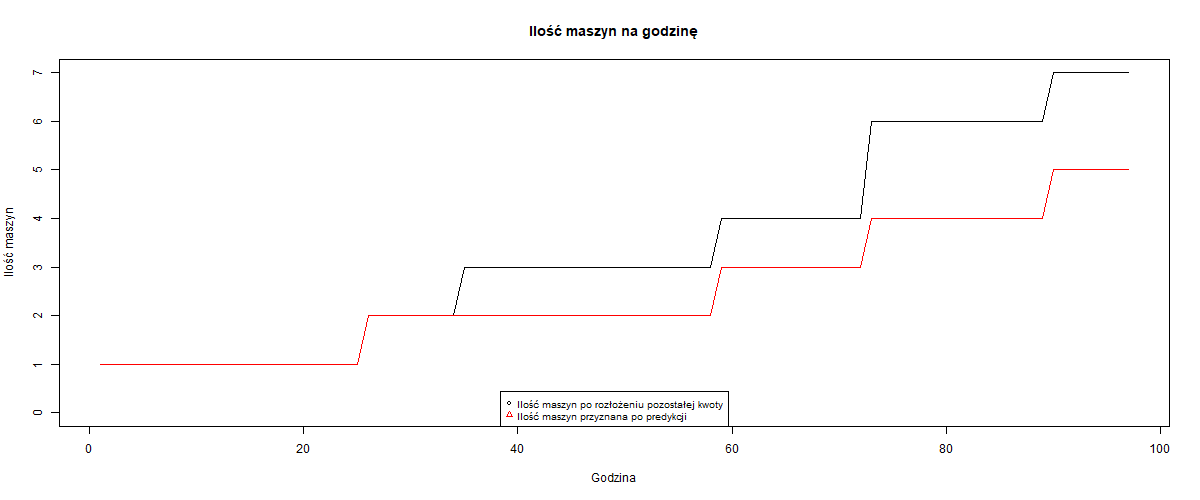 Ilość maszyn na godzinę
Ilość maszyn
7
6
5
4
3
2
1
0
Ilość maszyn po rozłożeniu pozostałej kwoty
Ilość maszyn przyznana po predykcji
0 20 40 60 80 100
Godzina